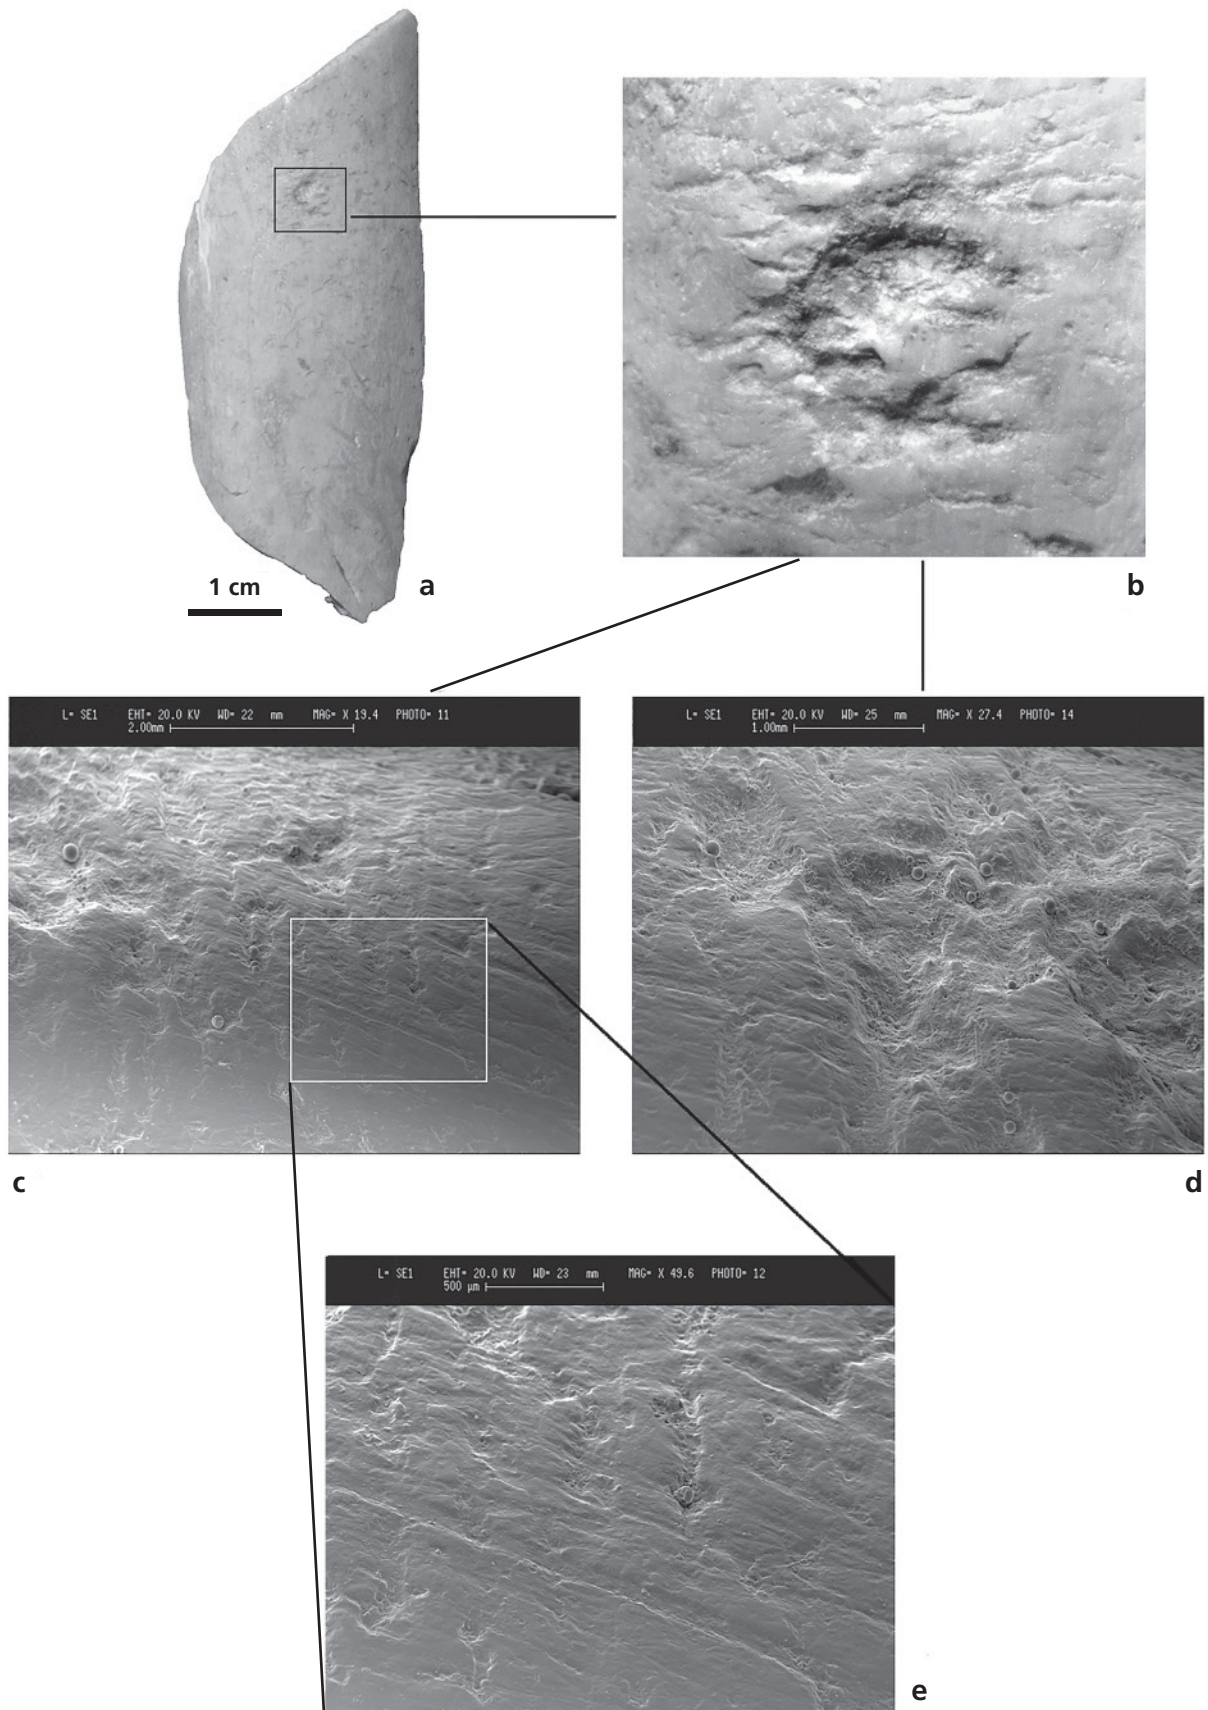 1 cm
a
b
L= SE1 EHT= 20.0 KV WD= 22 mm MAG= X 19.4 PHOTO= 11
2.00mm
L= SE1 EHT= 20.0 KV WD= 25 mm MAG= X 27.4 PHOTO= 14
1.00mm
c
d
L= SE1 EHT= 20.0 KV WD= 23 mm MAG= X 49.6 PHOTO= 12
500 µm
e